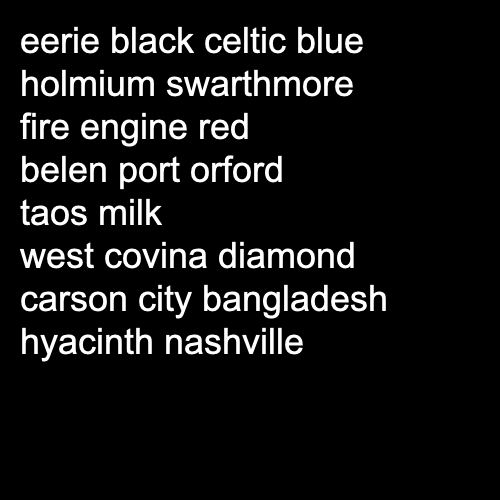 eerie black celtic blue
holmium swarthmore
fire engine red
belen port orford
taos milk
west covina diamond
carson city bangladesh
hyacinth nashville